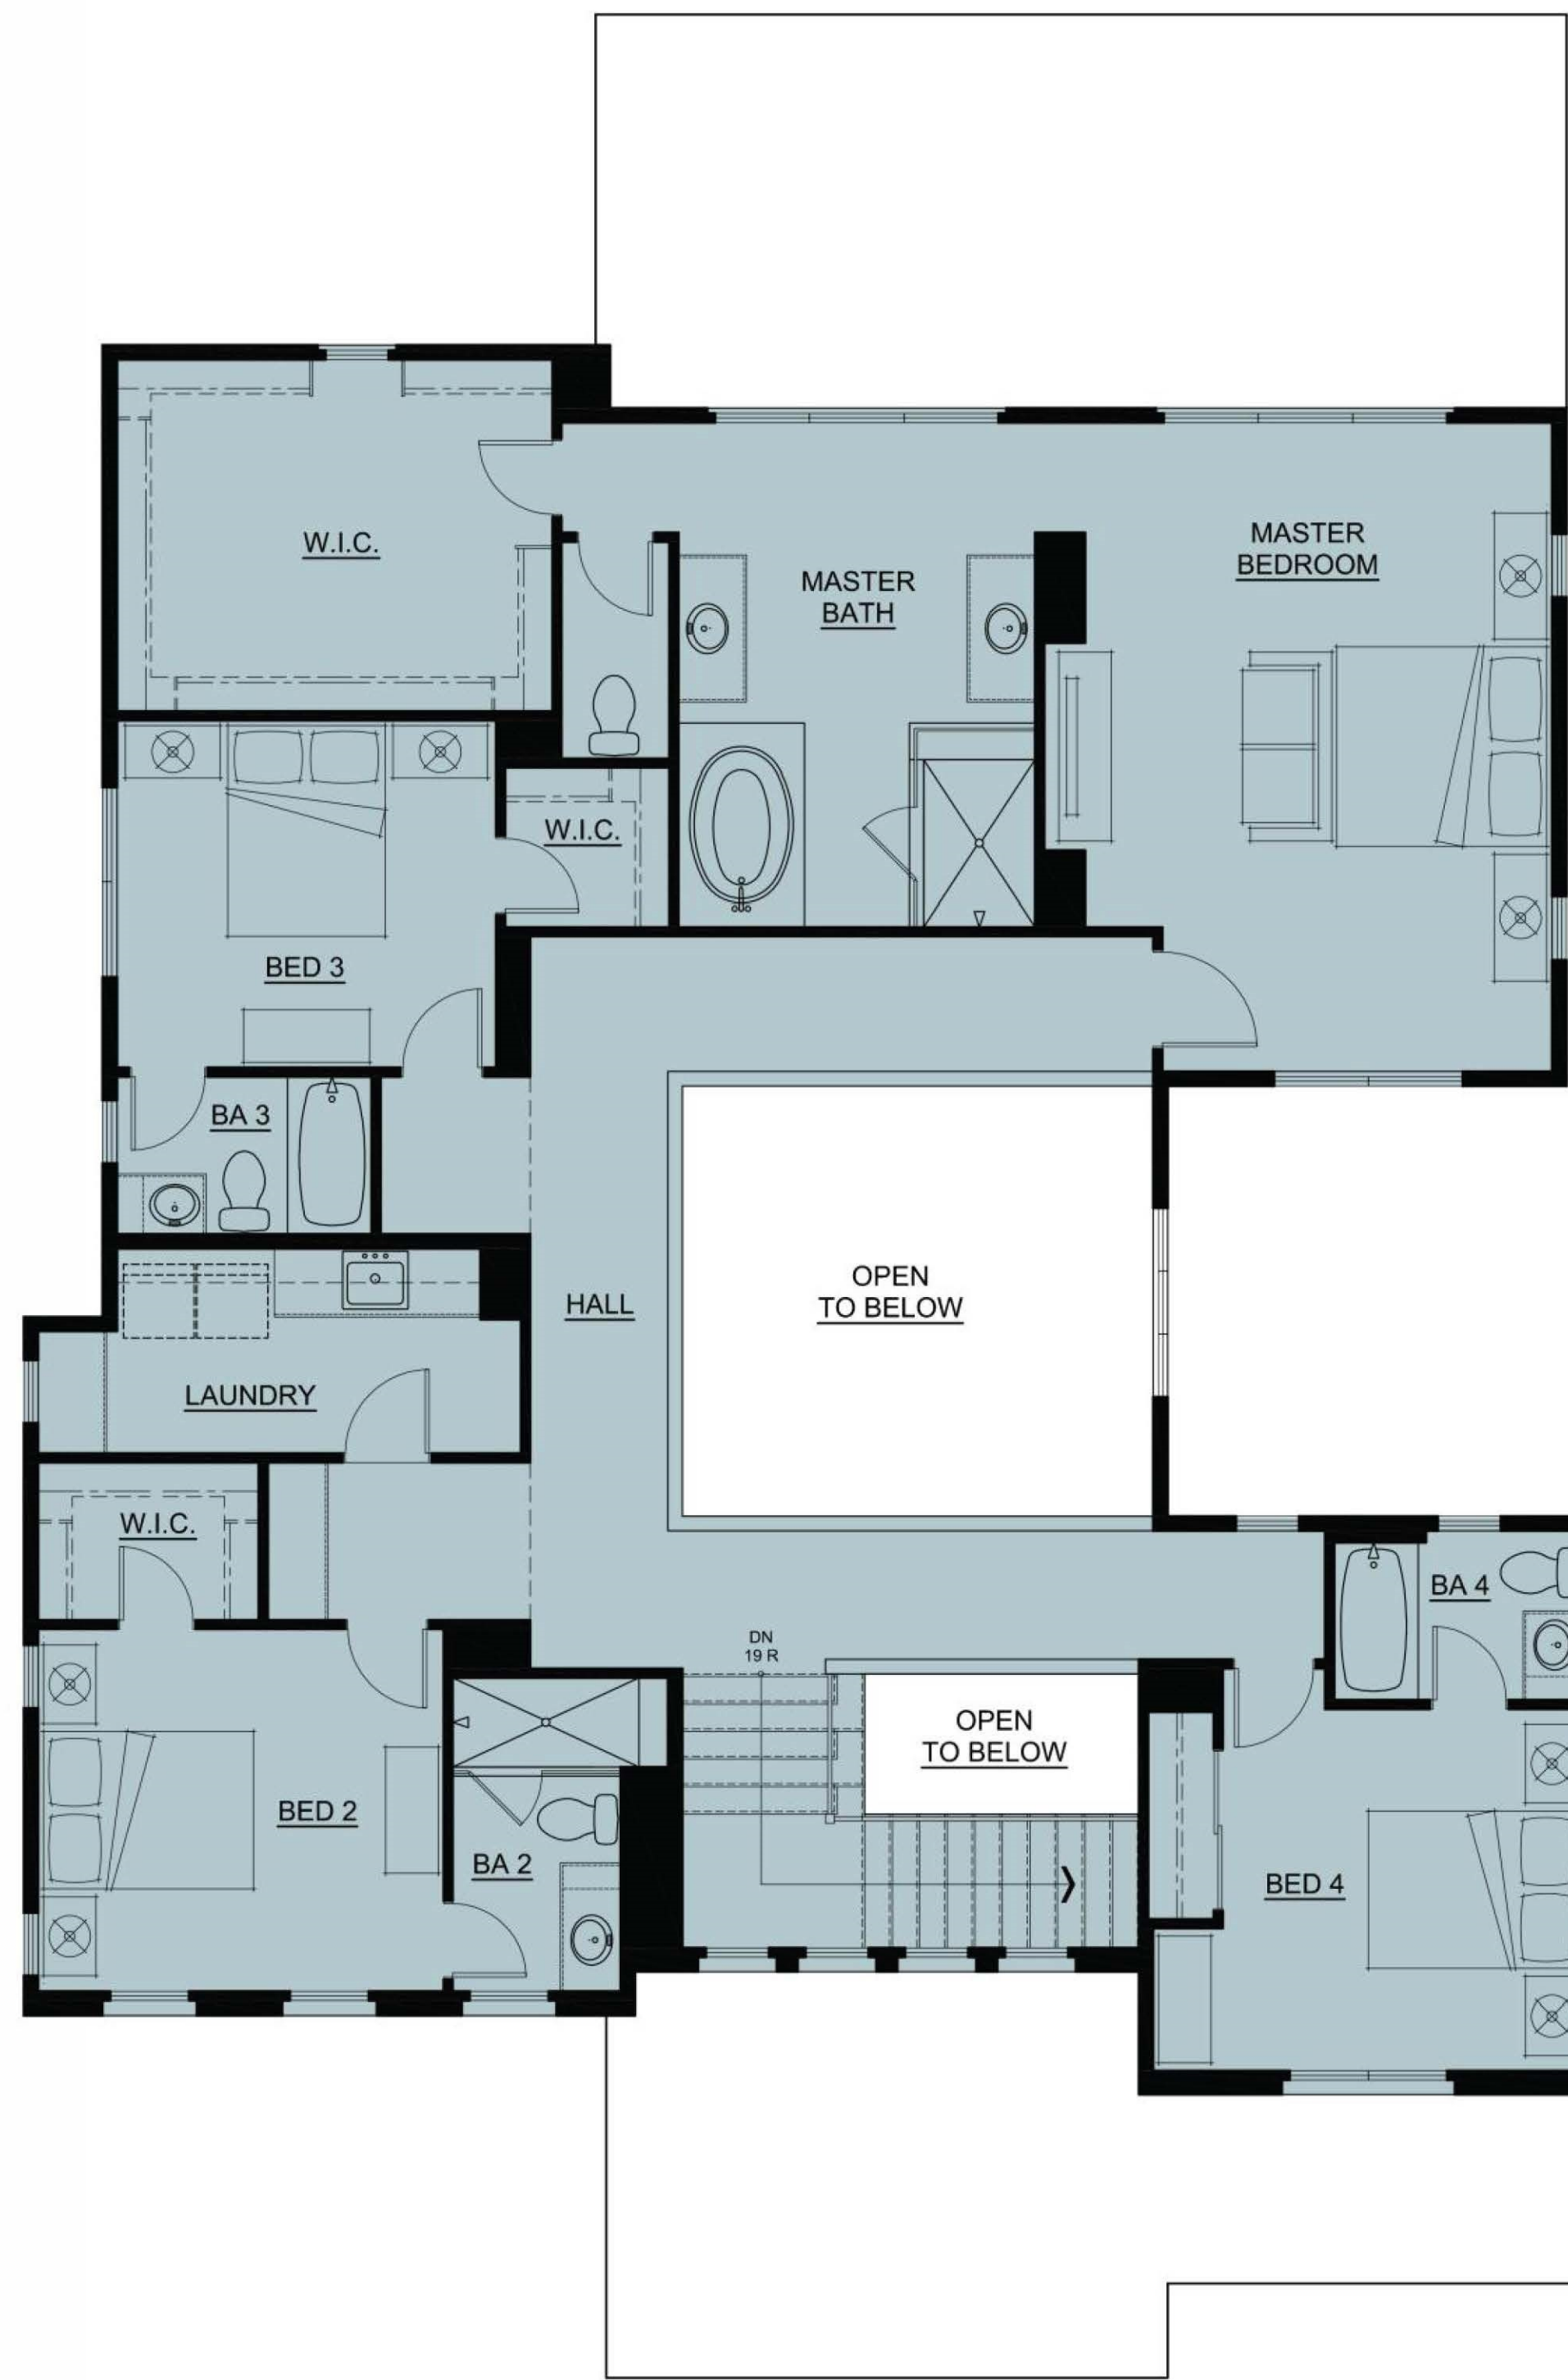 W.I.C.
MASTER
BATH
MASTER
BEDROOM
W.I.C.
BED 3
BA 3
HALL
OPEN
TO BELOW
LAUNDRY
W.I.C.
BA 4
DN
19 R
OPEN
TO BELOW
BED 2
BA 2
BED 4